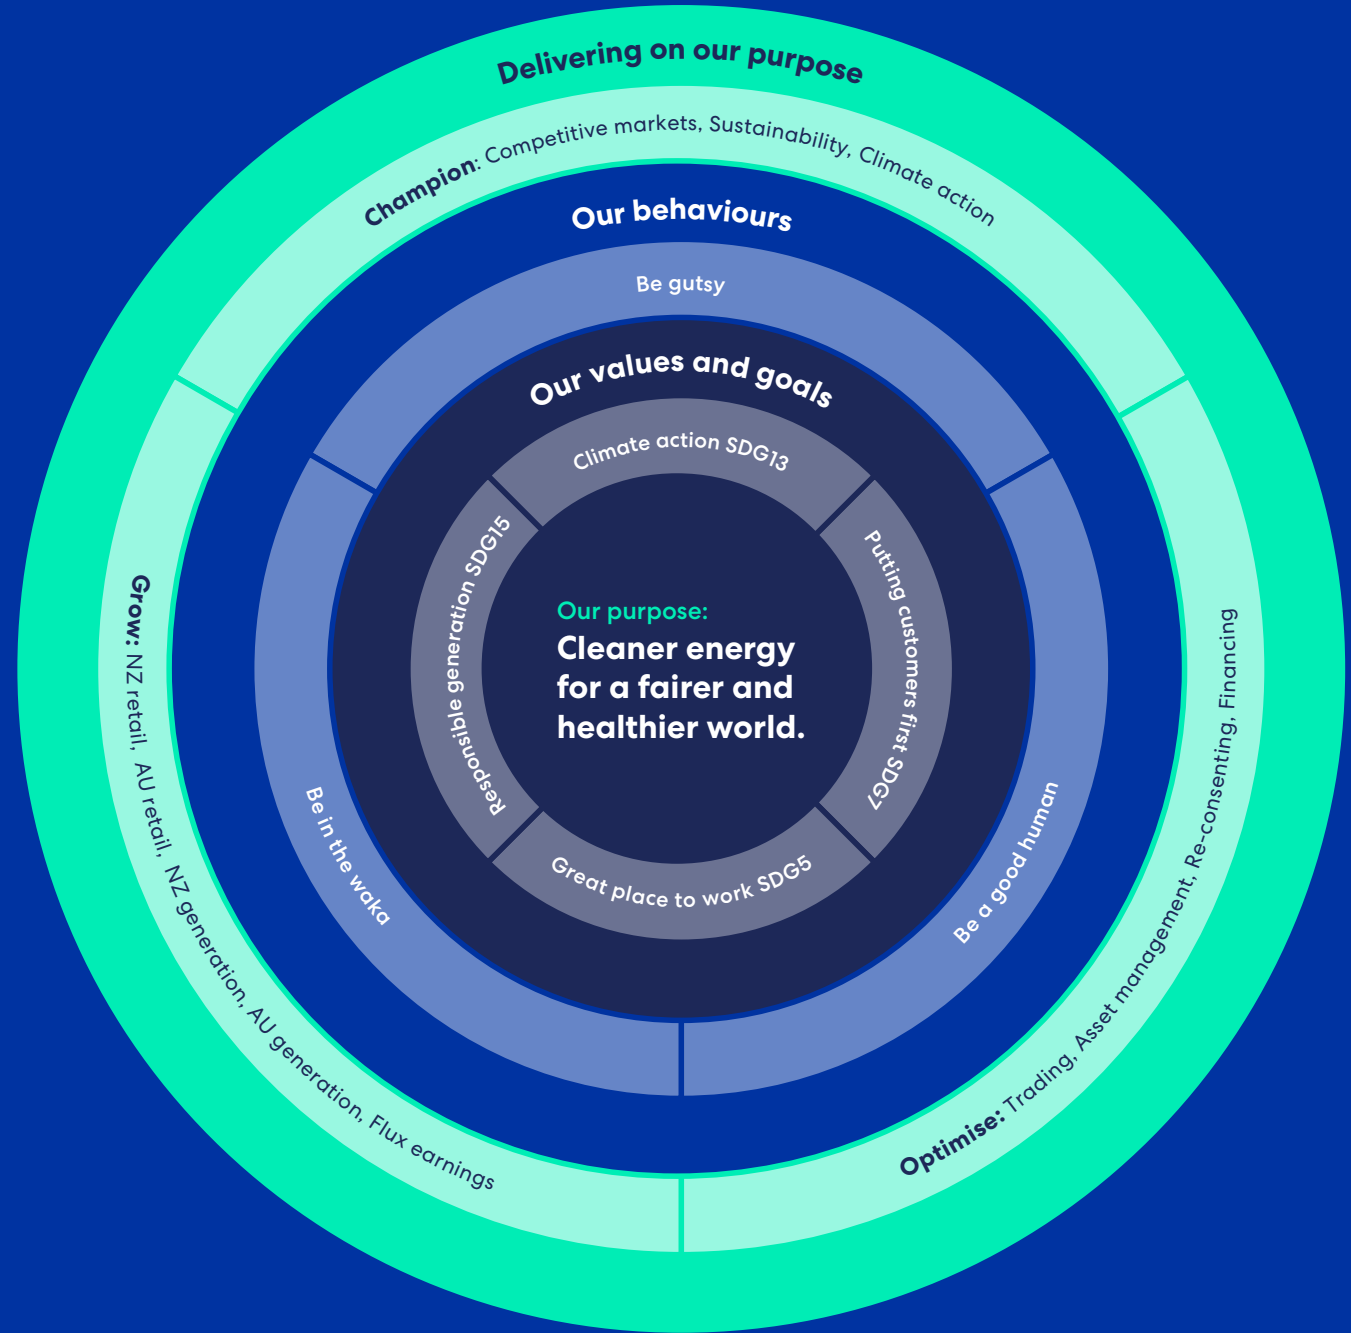 Delivering on our purpose
Champion: Competitive markets, Sustainability, Climate action
Optimise: Trading, Asset management, Re-consenting, Financing
Grow: NZ retail, AU retail, NZ generation, AU generation, Flux earnings
Our behaviours
Be gutsy
Be a good human
Be in the waka
Our values and goals
Climate action SDG13
Putting customers first SDG7
Great place to work SDG5
Responsible generation SDG15
Our purpose:
Cleaner energy
for a fairer and
healthier world.